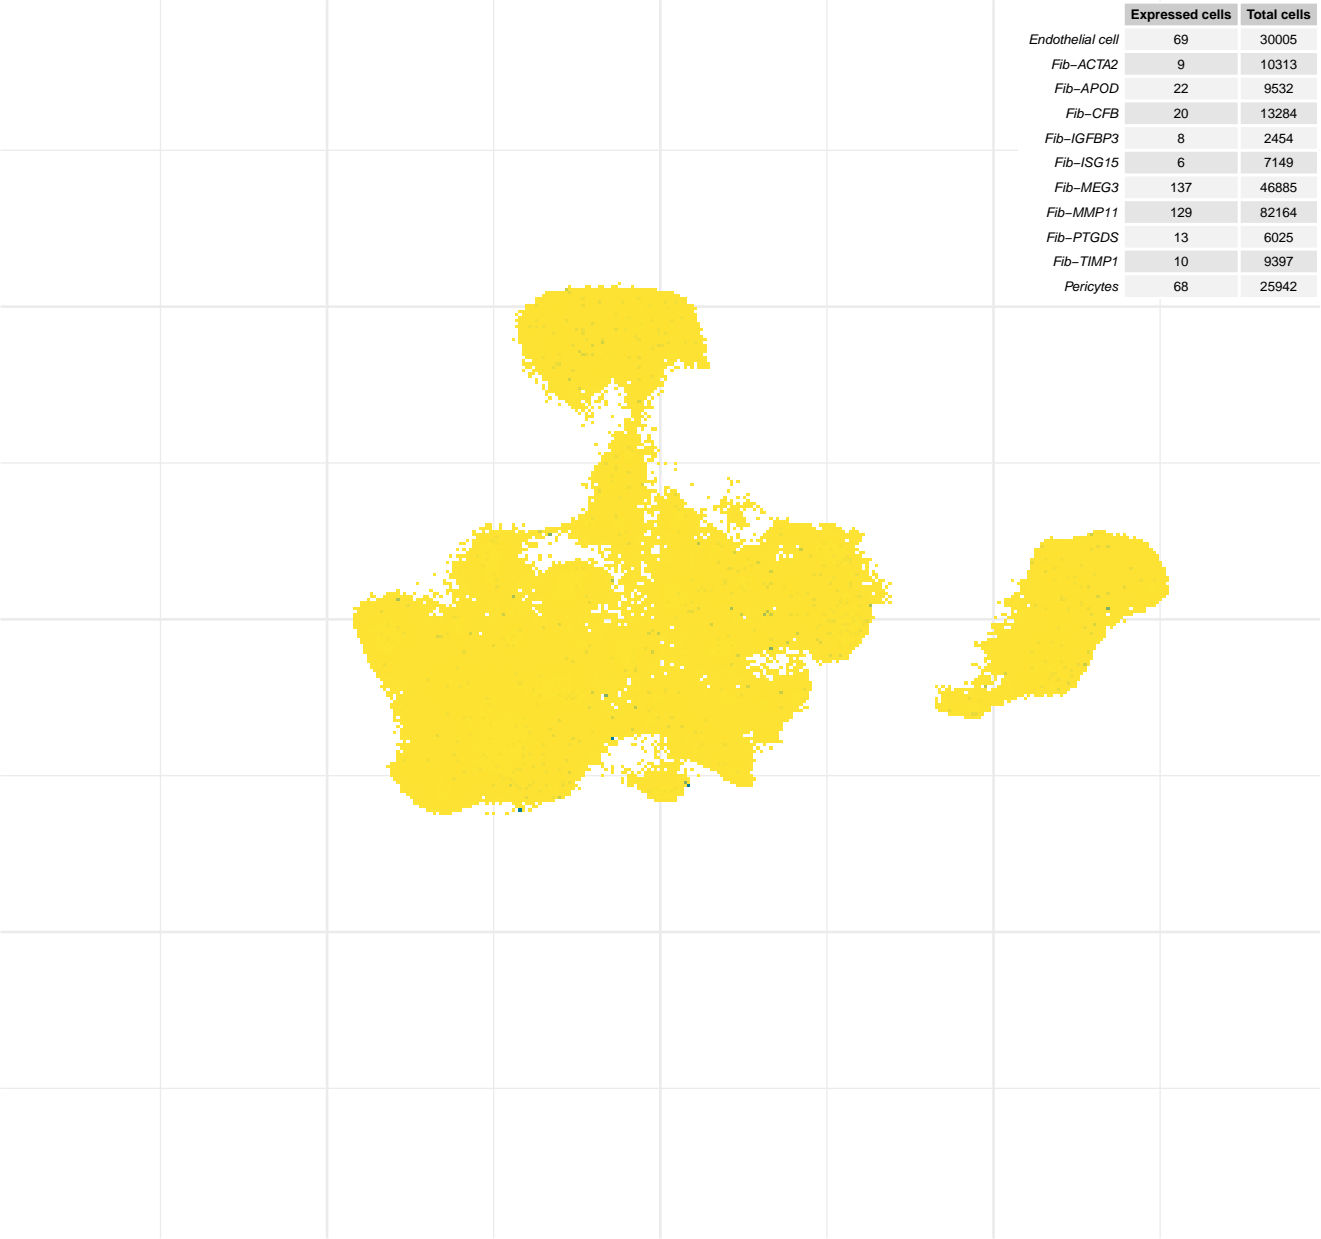 Expressed cells Total cells
Endothelial cell 69 30005
Fib−ACTA2 9 10313
Fib−APOD 22 9532
Fib−CFB 20 13284
Fib−IGFBP3 8 2454
Fib−ISG15 6 7149
Fib−MEG3 137 46885
Fib−MMP11 129 82164
Fib−PTGDS 13 6025
Fib−TIMP1 10 9397
Pericytes 68 25942